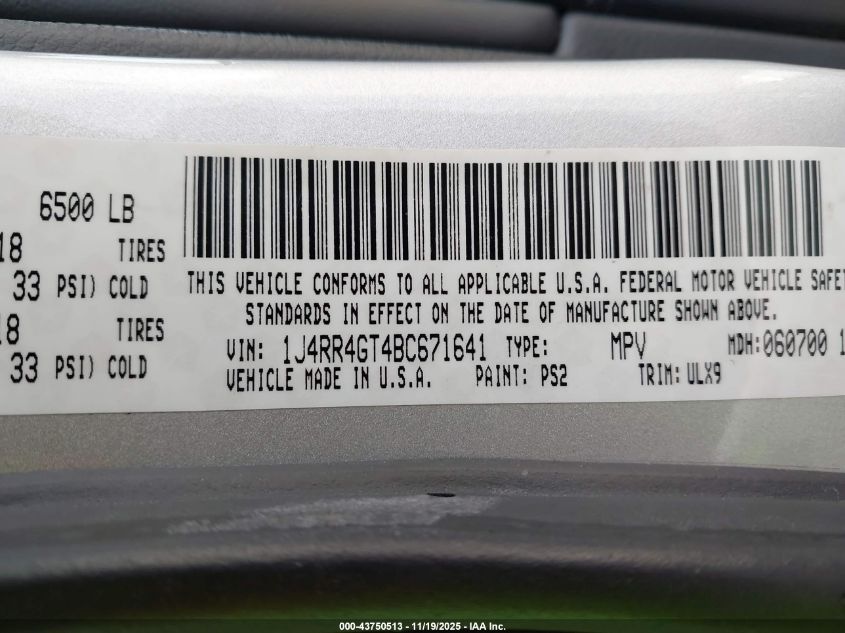 6500 LB
18 TIRES
33 PSI) COLD
18 TIRES
33 PSI) COLD
THIS VEHICLE CONFORMS TO ALL APPLICABLE U.S.A. FEDERAL MOTOR VEHICLE SAFET
STANDARDS IN EFFECT ON THE DATE OF MANUFACTURE SHOWN ABOVE.
VIN: 1J4RR4GT4BC671641 TYPE: MPV MDH: 060700 1
VEHICLE MADE IN U.S.A. PAINT: PS2 TRIM: ULX9
000-43750513 - 11/19/2025 - IAA Inc.